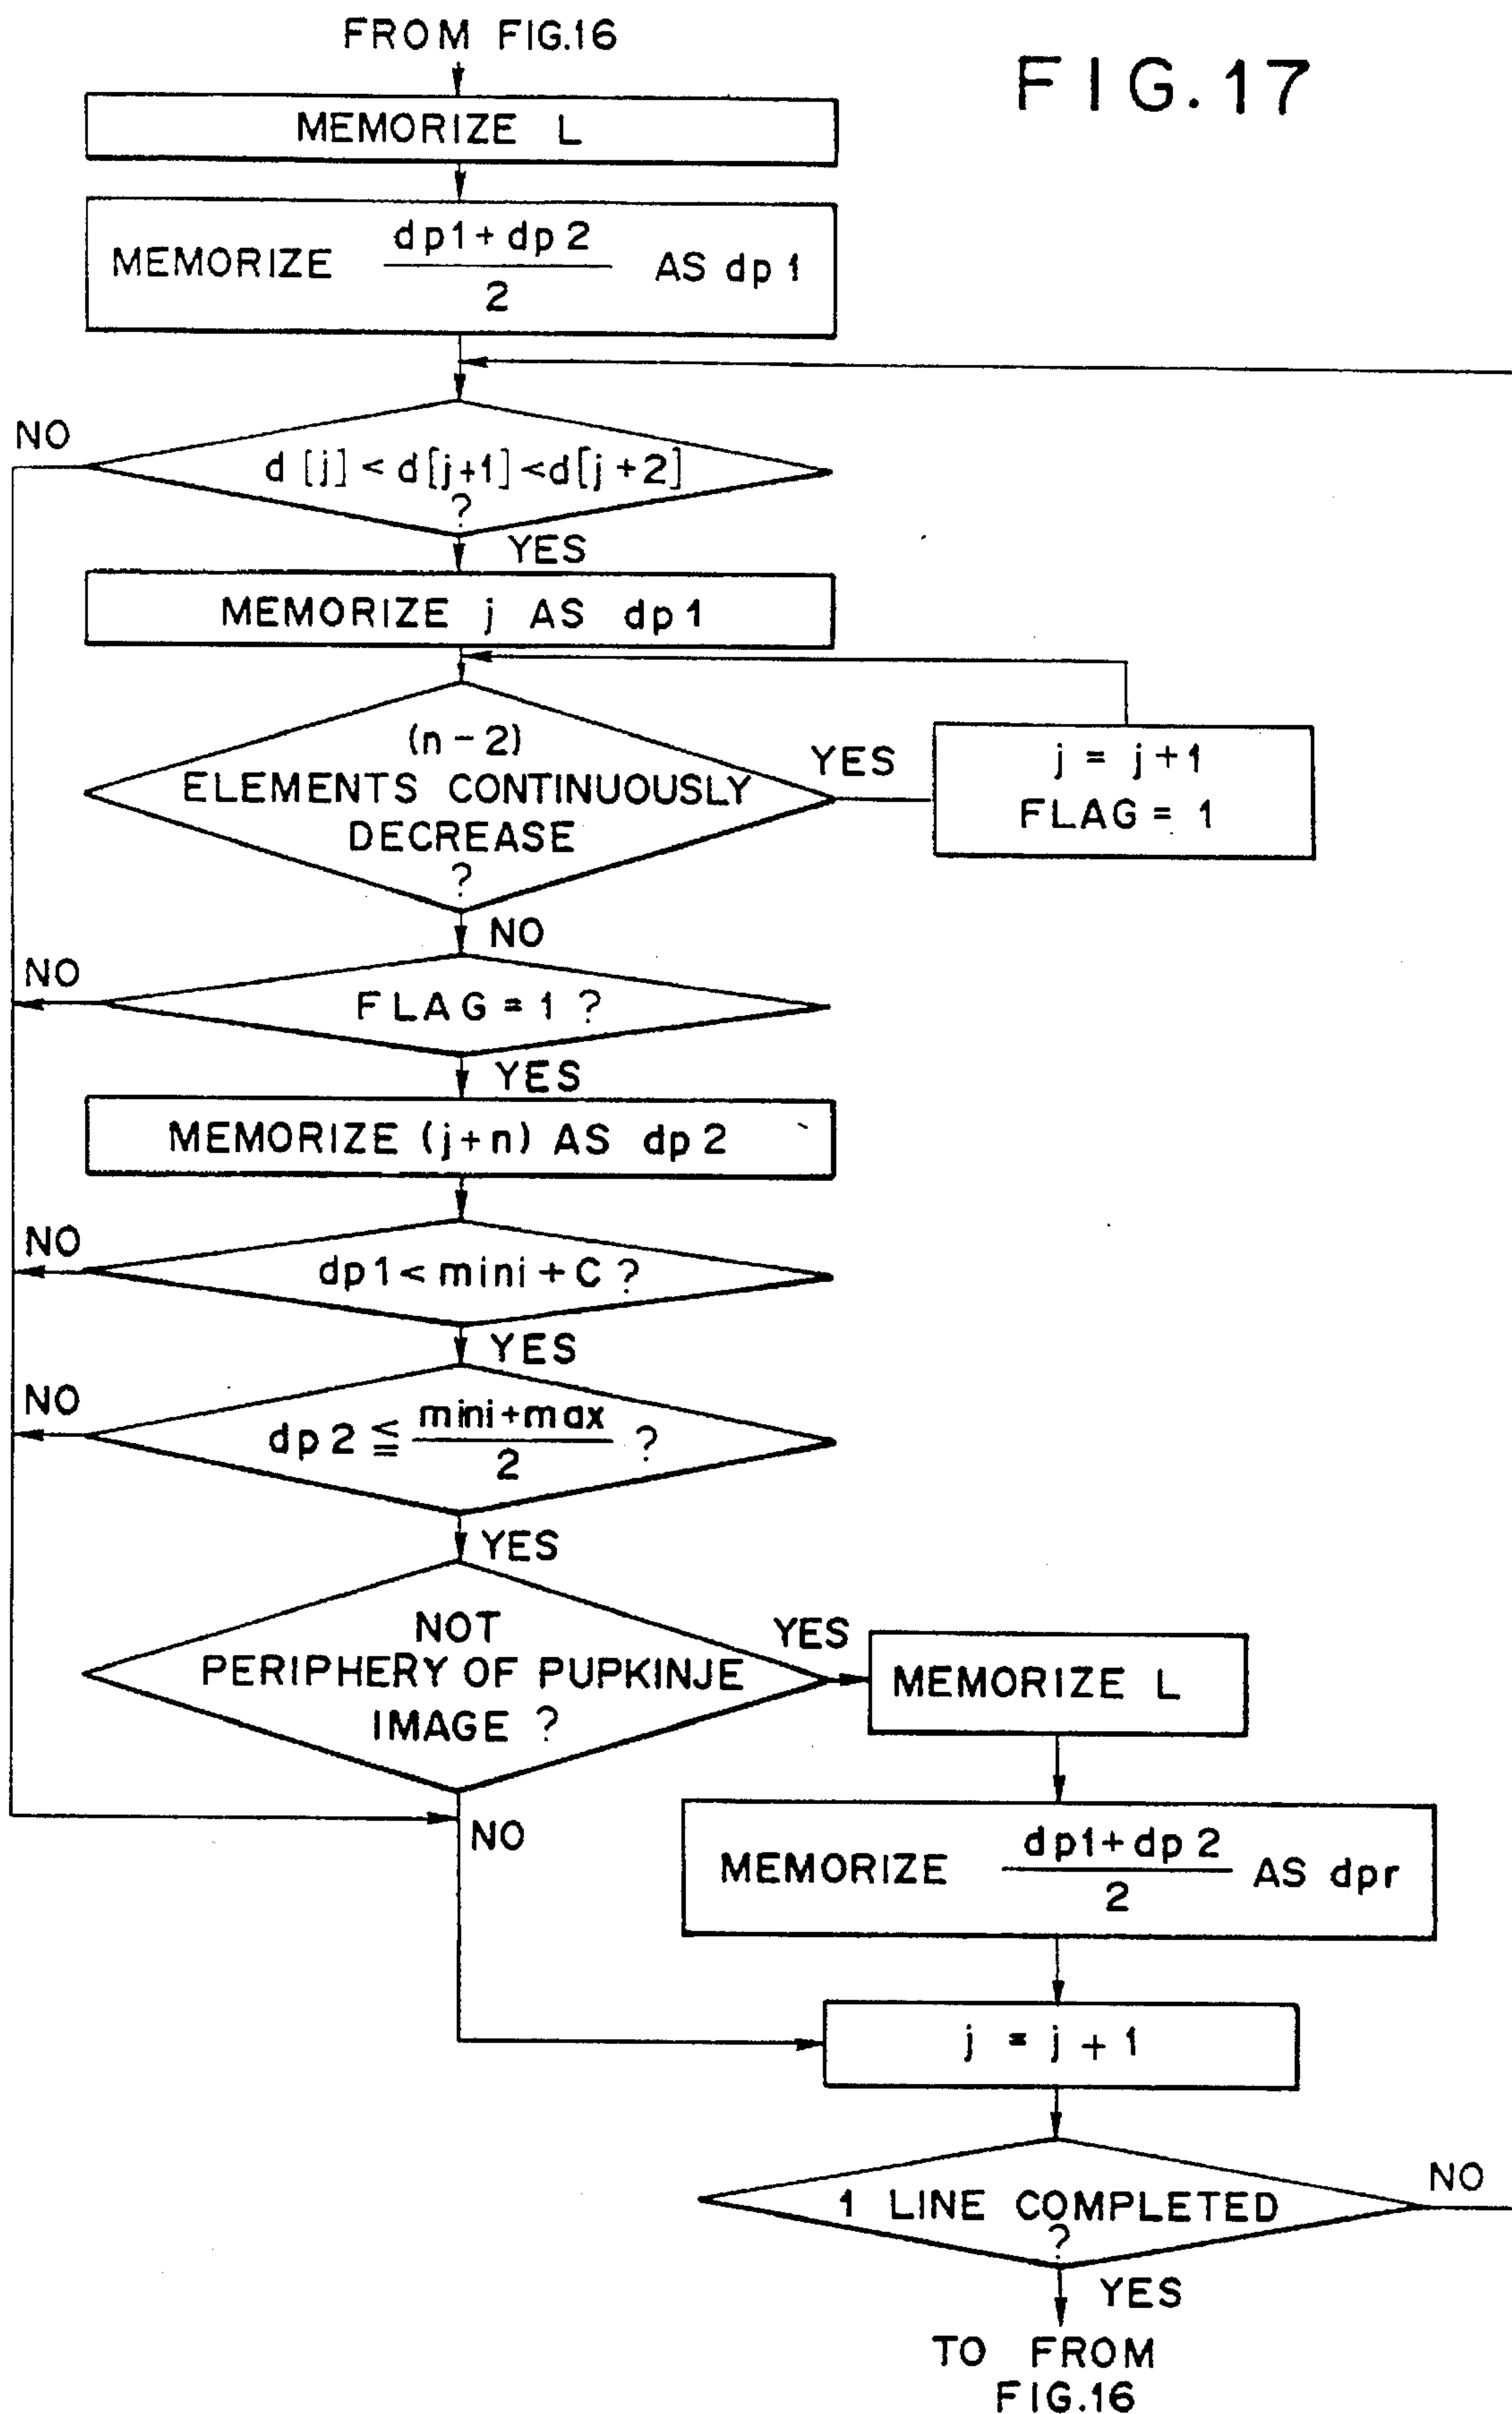 FROM FIG.16
FIG.17
MEMORIZE L
MEMORIZE dp1+dp2 / 2 AS dp1
NO
d[j]<d[j+1]<d[j+2]
?
YES
MEMORIZE j AS dp1
(n-2)
ELEMENTS CONTINUOUSLY
DECREASE
?
YES
j = j+1
FLAG = 1
NO
NO
FLAG = 1 ?
YES
MEMORIZE (j+n) AS dp2
NO
dp1 < mini + C ?
YES
NO
dp2 ≦ mini+max / 2 ?
YES
NOT
PERIPHERY OF PUPKINJE
IMAGE ?
YES
MEMORIZE L
NO
MEMORIZE dp1+dp2 / 2 AS dpr
j = j + 1
1 LINE COMPLETED
?
NO
YES
TO FROM
FIG.16